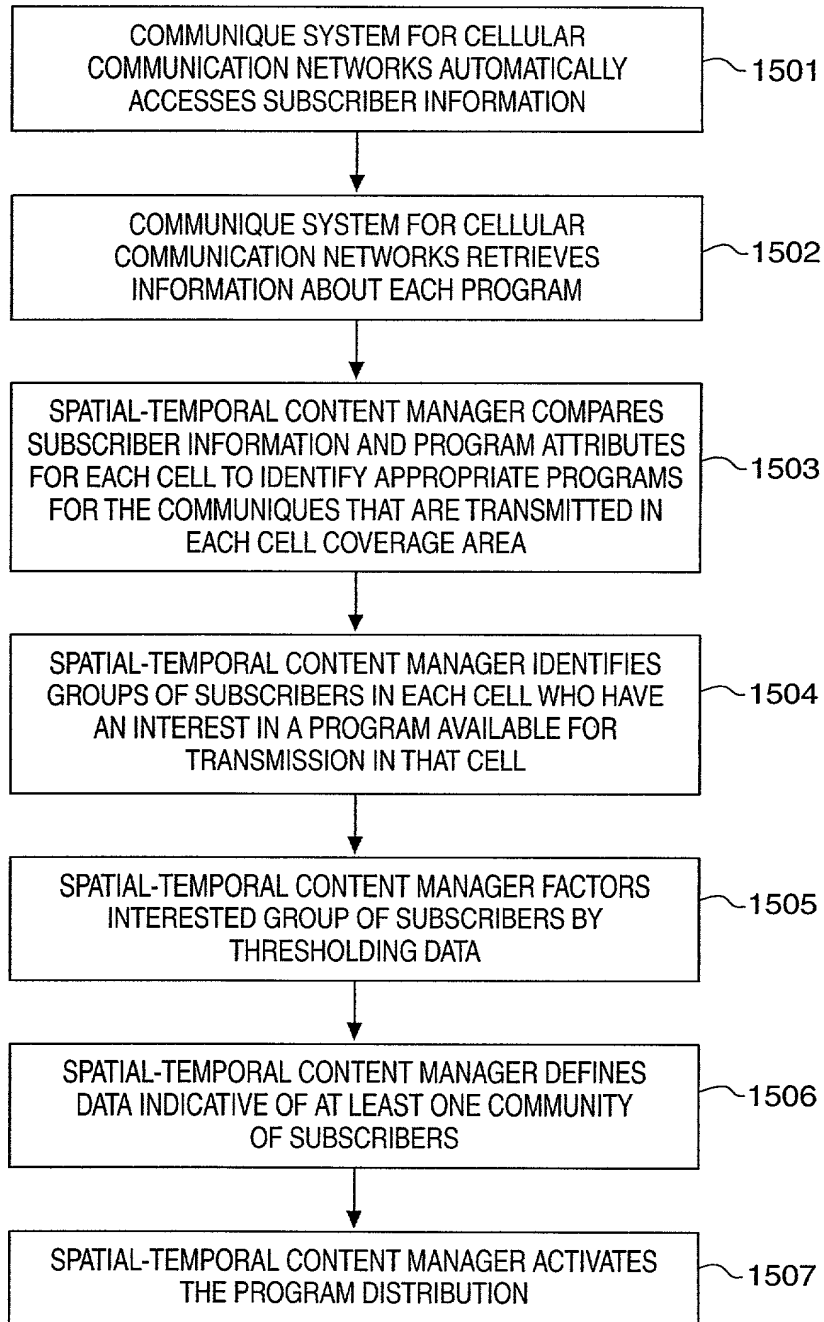 COMMUNIQUE SYSTEM FOR CELLULAR
COMMUNICATION NETWORKS AUTOMATICALLY
ACCESSES SUBSCRIBER INFORMATION
1501
COMMUNIQUE SYSTEM FOR CELLULAR
COMMUNICATION NETWORKS RETRIEVES
INFORMATION ABOUT EACH PROGRAM
1502
SPATIAL-TEMPORAL CONTENT MANAGER COMPARES
SUBSCRIBER INFORMATION AND PROGRAM ATTRIBUTES
FOR EACH CELL TO IDENTIFY APPROPRIATE PROGRAMS
FOR THE COMMUNIQUES THAT ARE TRANSMITTED IN
EACH CELL COVERAGE AREA
1503
SPATIAL-TEMPORAL CONTENT MANAGER IDENTIFIES
GROUPS OF SUBSCRIBERS IN EACH CELL WHO HAVE
AN INTEREST IN A PROGRAM AVAILABLE FOR
TRANSMISSION IN THAT CELL
1504
SPATIAL-TEMPORAL CONTENT MANAGER FACTORS
INTERESTED GROUP OF SUBSCRIBERS BY
THRESHOLDING DATA
1505
SPATIAL-TEMPORAL CONTENT MANAGER DEFINES
DATA INDICATIVE OF AT LEAST ONE COMMUNITY
OF SUBSCRIBERS
1506
SPATIAL-TEMPORAL CONTENT MANAGER ACTIVATES
THE PROGRAM DISTRIBUTION
1507